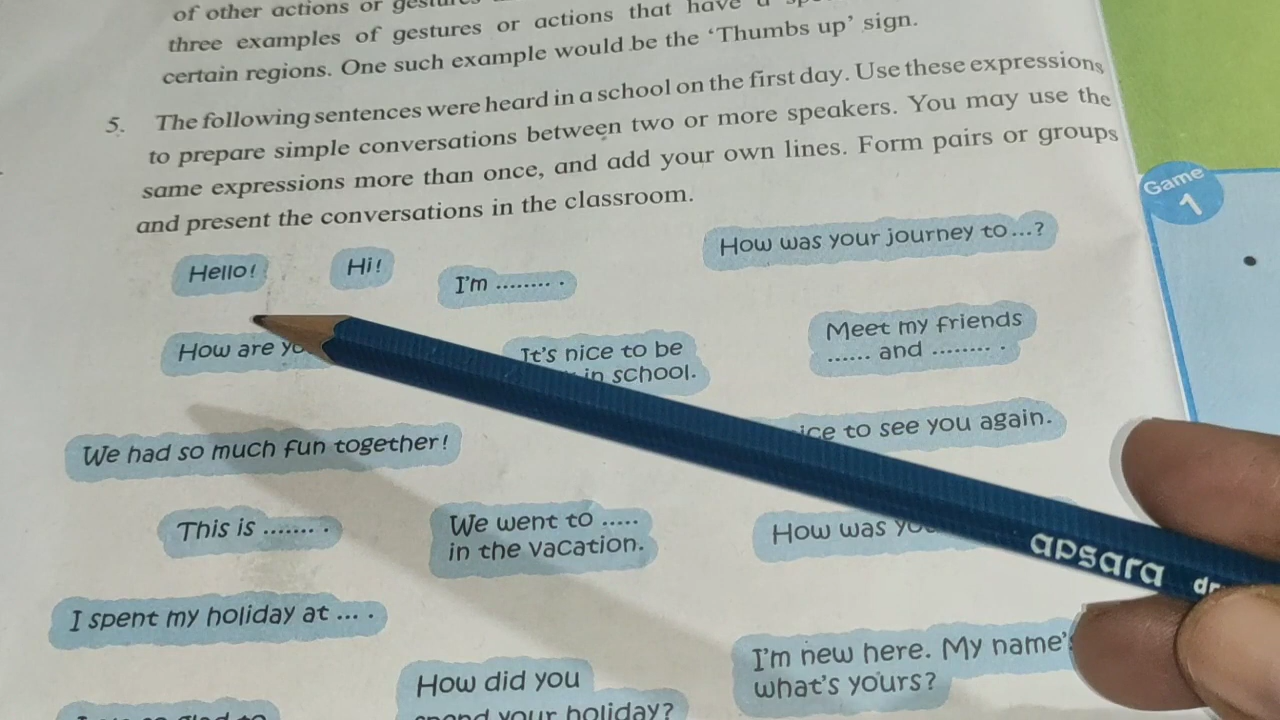 of other actions or
three examples of gestures or actions that have a
certain regions. One such example would be the ‘Thumbs up’ sign.
5. The following sentences were heard in a school on the first day. Use these expressions
to prepare simple conversations between two or more speakers. You may use the
same expressions more than once, and add your own lines. Form pairs or groups
and present the conversations in the classroom.
Game
1
Hello!
Hi!
I'm ........ .
How was your journey to...?
How are
It's nice to be
in school.
Meet my friends
...... and ........ .
We had so much fun together!
to see you again.
This is ....... .
We went to .....
in the vacation.
How was
I spent my holiday at ... .
How did you
your holiday?
I'm new here. My name's
what's yours?
apsara